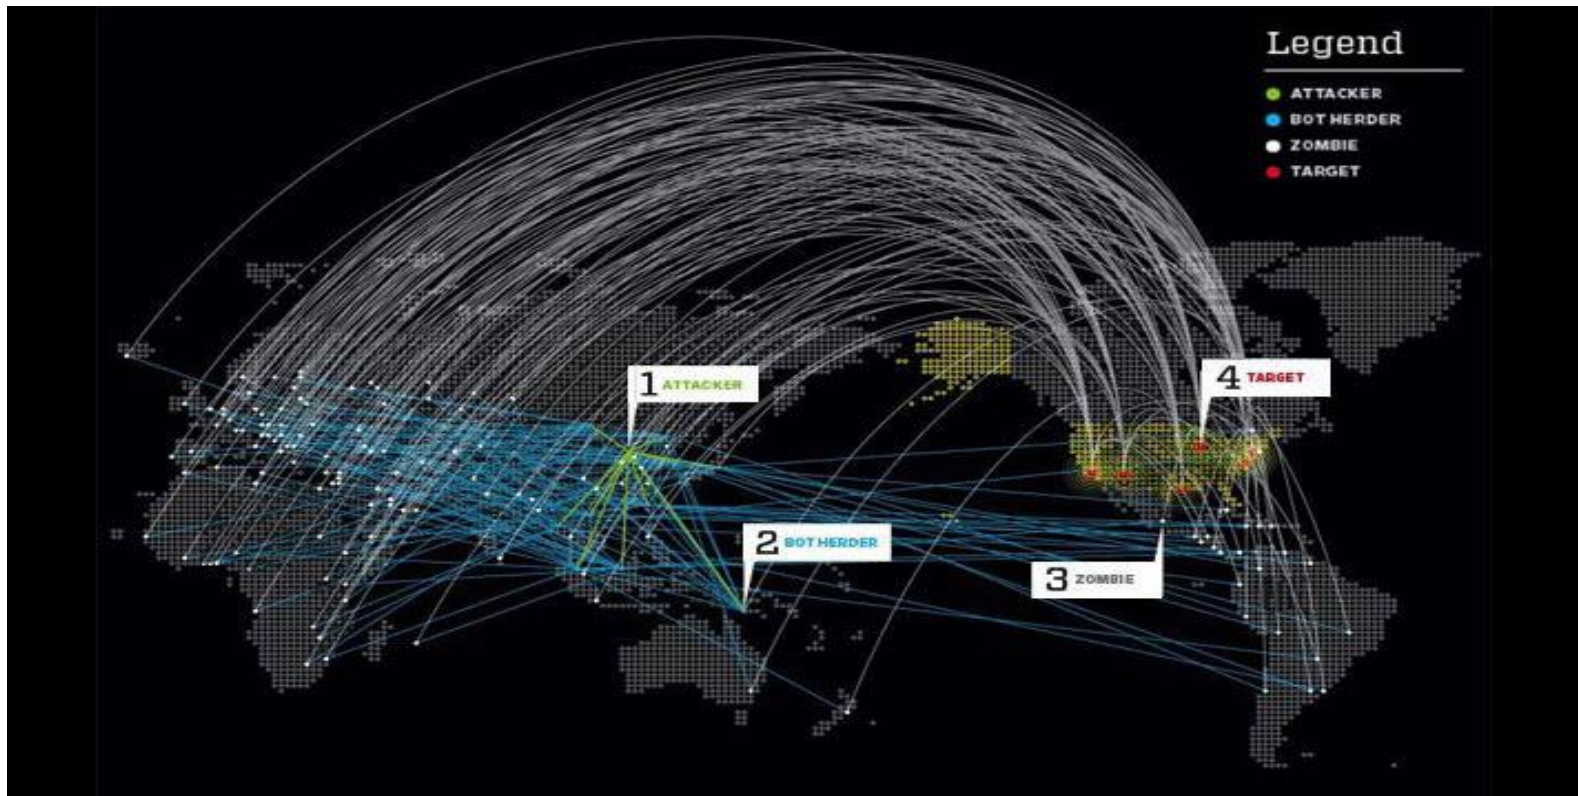 Legend
ATTACKER
BOT HERDER
ZOMBIE
TARGET
1 ATTACKER
4 TARGET
2 BOT HERDER
3 ZOMBIE